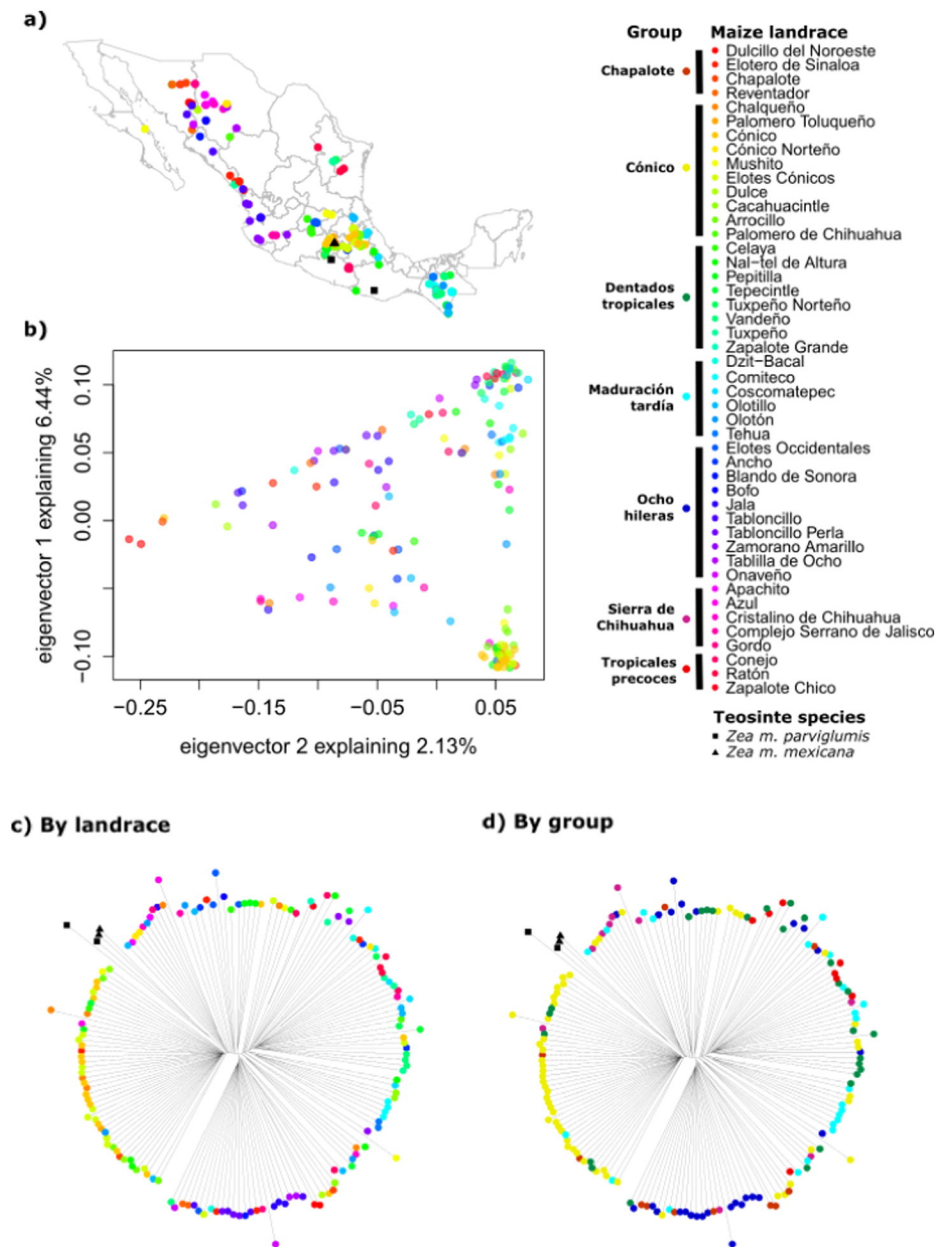 a)
Group
Maize landrace
Chapalote
Dulcillo del Noroeste
Elotero de Sinaloa
Chapalote
Reventador
Cónico
Chalqueño
Palomero Toluqueño
Cónico
Cónico Norteño
Mushito
Elotes Cónicos
Dulce
Cacahuacintle
Arrocillo
Palomero de Chihuahua
Dentados
tropicales
Celaya
Nal−tel de Altura
Pepitilla
Tepecintle
Tuxpeño Norteño
Vandeño
Tuxpeño
Zapalote Grande
Maduración
tardía
Dzit−Bacal
Comiteco
Coscomatepec
Olotillo
Olotón
Tehua
Ocho
hileras
Elotes Occidentales
Ancho
Blando de Sonora
Bofo
Jala
Tabloncillo
Tabloncillo Perla
Zamorano Amarillo
Tablilla de Ocho
Onaveño
Sierra de
Chihuahua
Apachito
Azul
Cristalino de Chihuahua
Complejo Serrano de Jalisco
Gordo
Tropicales
precoces
Conejo
Ratón
Zapalote Chico
Teosinte species
Zea m. parviglumis
Zea m. mexicana
b)
eigenvector 1 explaining 6.44%
0.10
0.05
0.00
−0.10
−0.25
−0.15
−0.05
0.05
eigenvector 2 explaining 2.13%
c) By landrace
d) By group